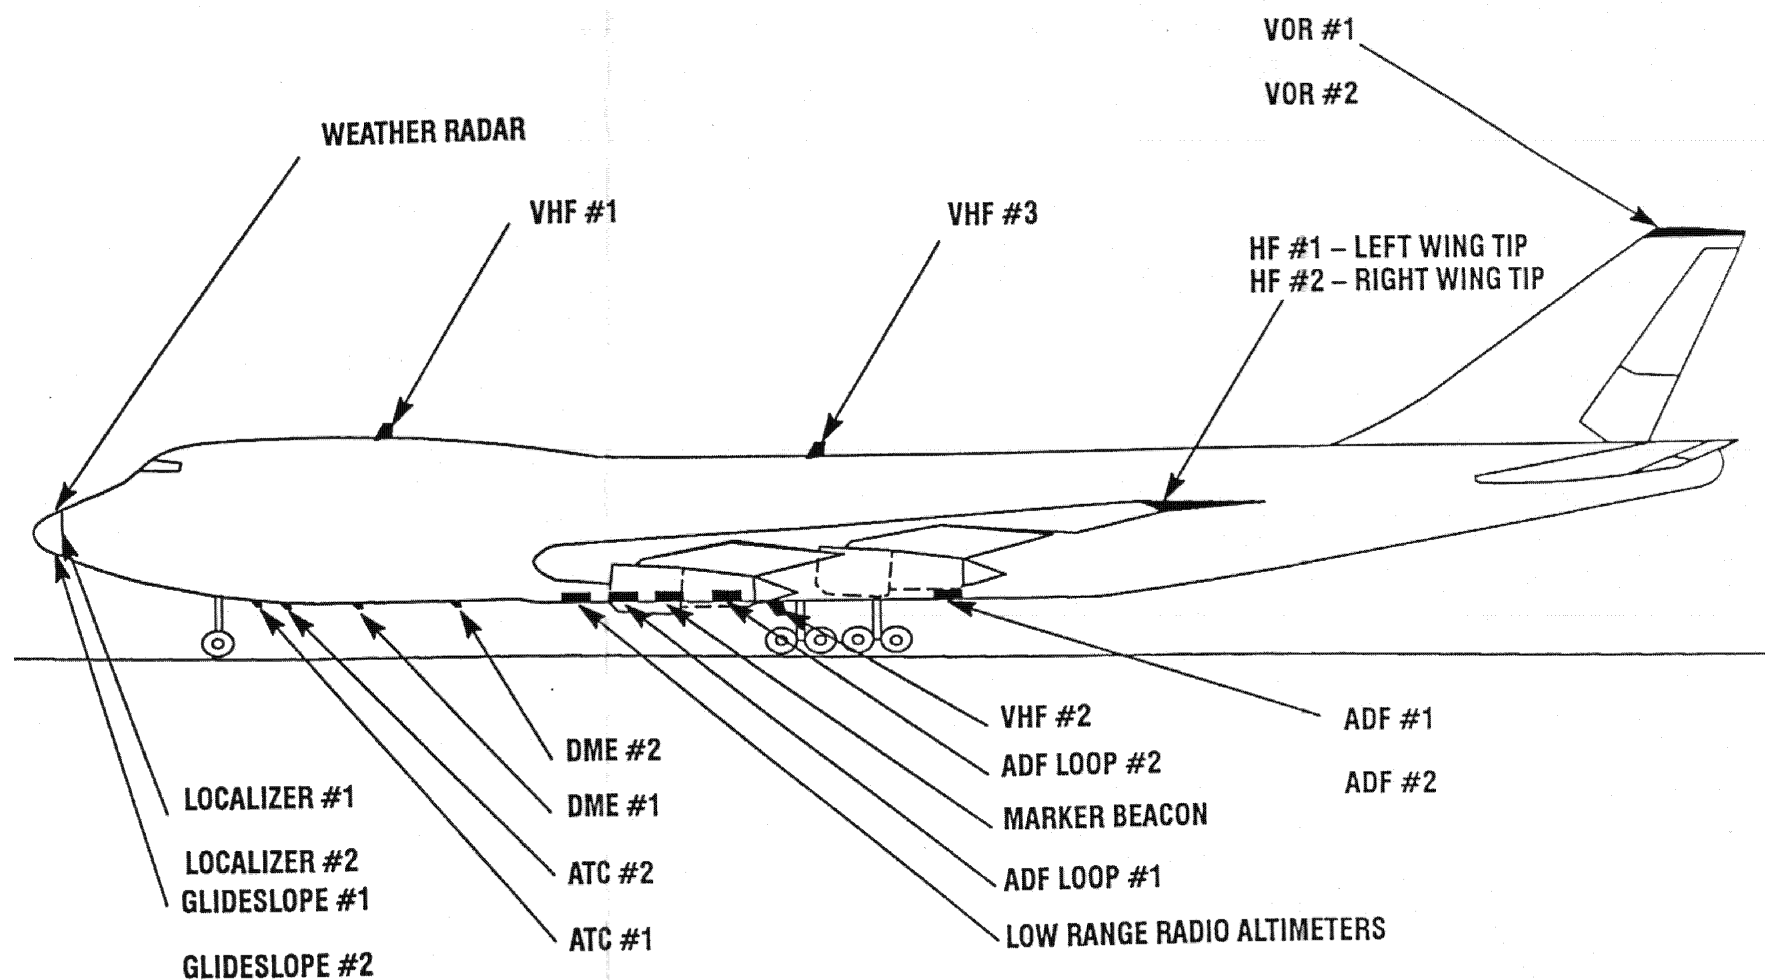 VOR #1
VOR #2
WEATHER RADAR
VHF #1
VHF #3
HF #1 – LEFT WING TIP
HF #2 – RIGHT WING TIP
VHF #2
ADF #1
ADF LOOP #2
ADF #2
DME #2
LOCALIZER #1
DME #1
MARKER BEACON
LOCALIZER #2
ATC #2
ADF LOOP #1
GLIDESLOPE #1
ATC #1
LOW RANGE RADIO ALTIMETERS
GLIDESLOPE #2